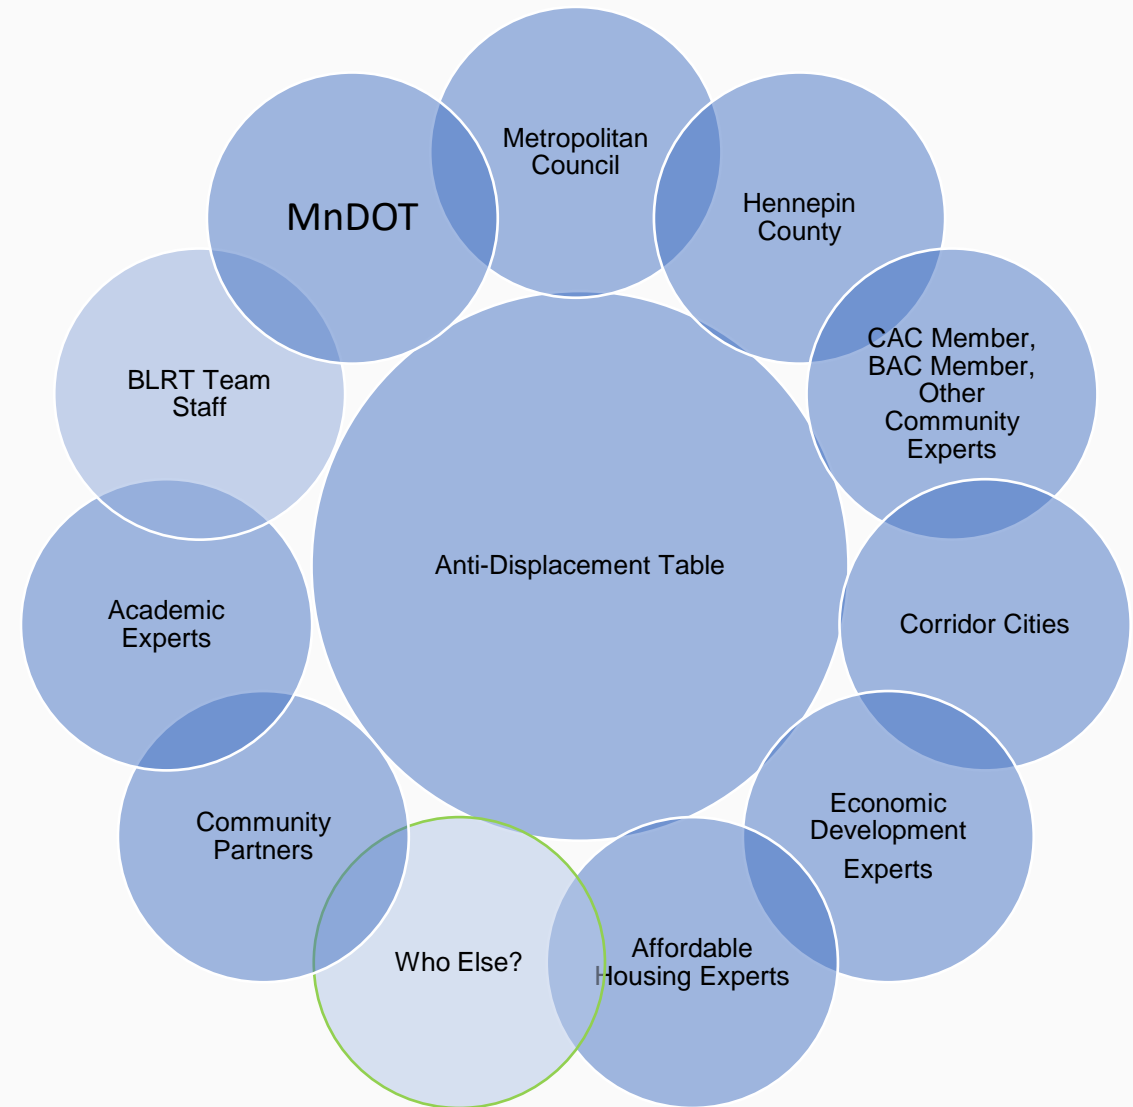 Metropolitan
Council
MnDOT
Hennepin
County
CAC Member,
BAC Member,
Other
Community
Experts
BLRT Team
Staff
Anti-Displacement Table
Academic
Experts
Corridor Cities
Community
Partners
Economic
Development
Experts
Who Else?
Affordable
Housing Experts